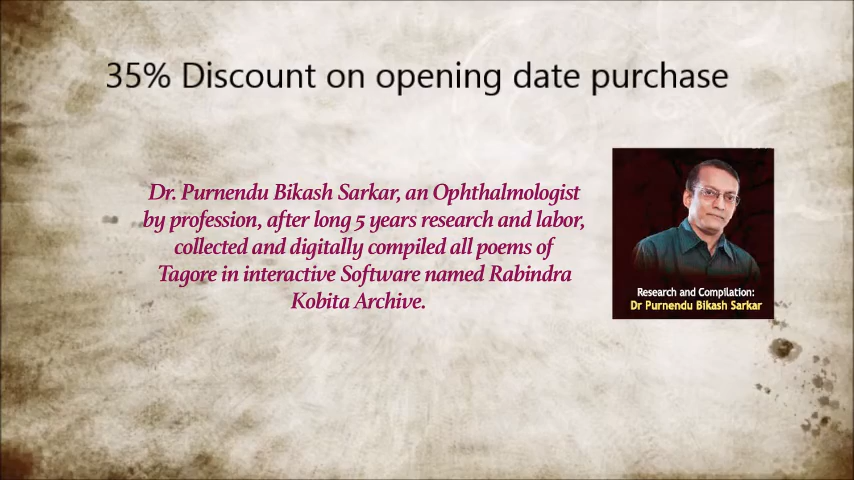 35% Discount on opening date purchase
Dr. Purnendu Bikash Sarkar, an Ophthalmologist
by profession, after long 5 years research and labor,
collected and digitally compiled all poems of
Tagore in interactive Software named Rabindra
Kobita Archive.
Research and Compilation:
Dr Purnendu Bikash Sarkar